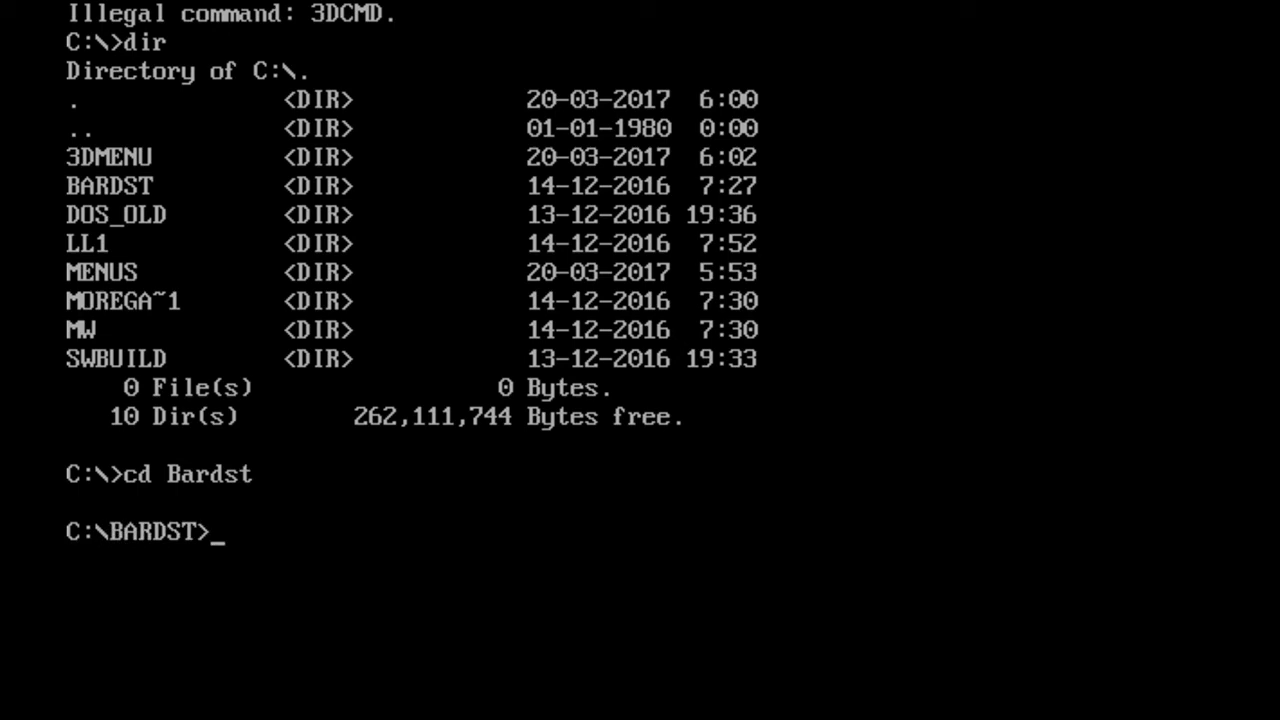 Illegal command: 3DCMD.
C:\>dir
Directory of C:\.
. <DIR> 20-03-2017 6:00
.. <DIR> 01-01-1980 0:00
3DMENU <DIR> 20-03-2017 6:02
BARDST <DIR> 14-12-2016 7:27
DOS_OLD <DIR> 13-12-2016 19:36
LL1 <DIR> 14-12-2016 7:52
MENUS <DIR> 20-03-2017 5:53
MOREGA~1 <DIR> 14-12-2016 7:30
MW <DIR> 14-12-2016 7:30
SWBUILD <DIR> 13-12-2016 19:33
0 File(s) 0 Bytes.
10 Dir(s) 262,111,744 Bytes free.
C:\>cd Bardst
C:\BARDST>_